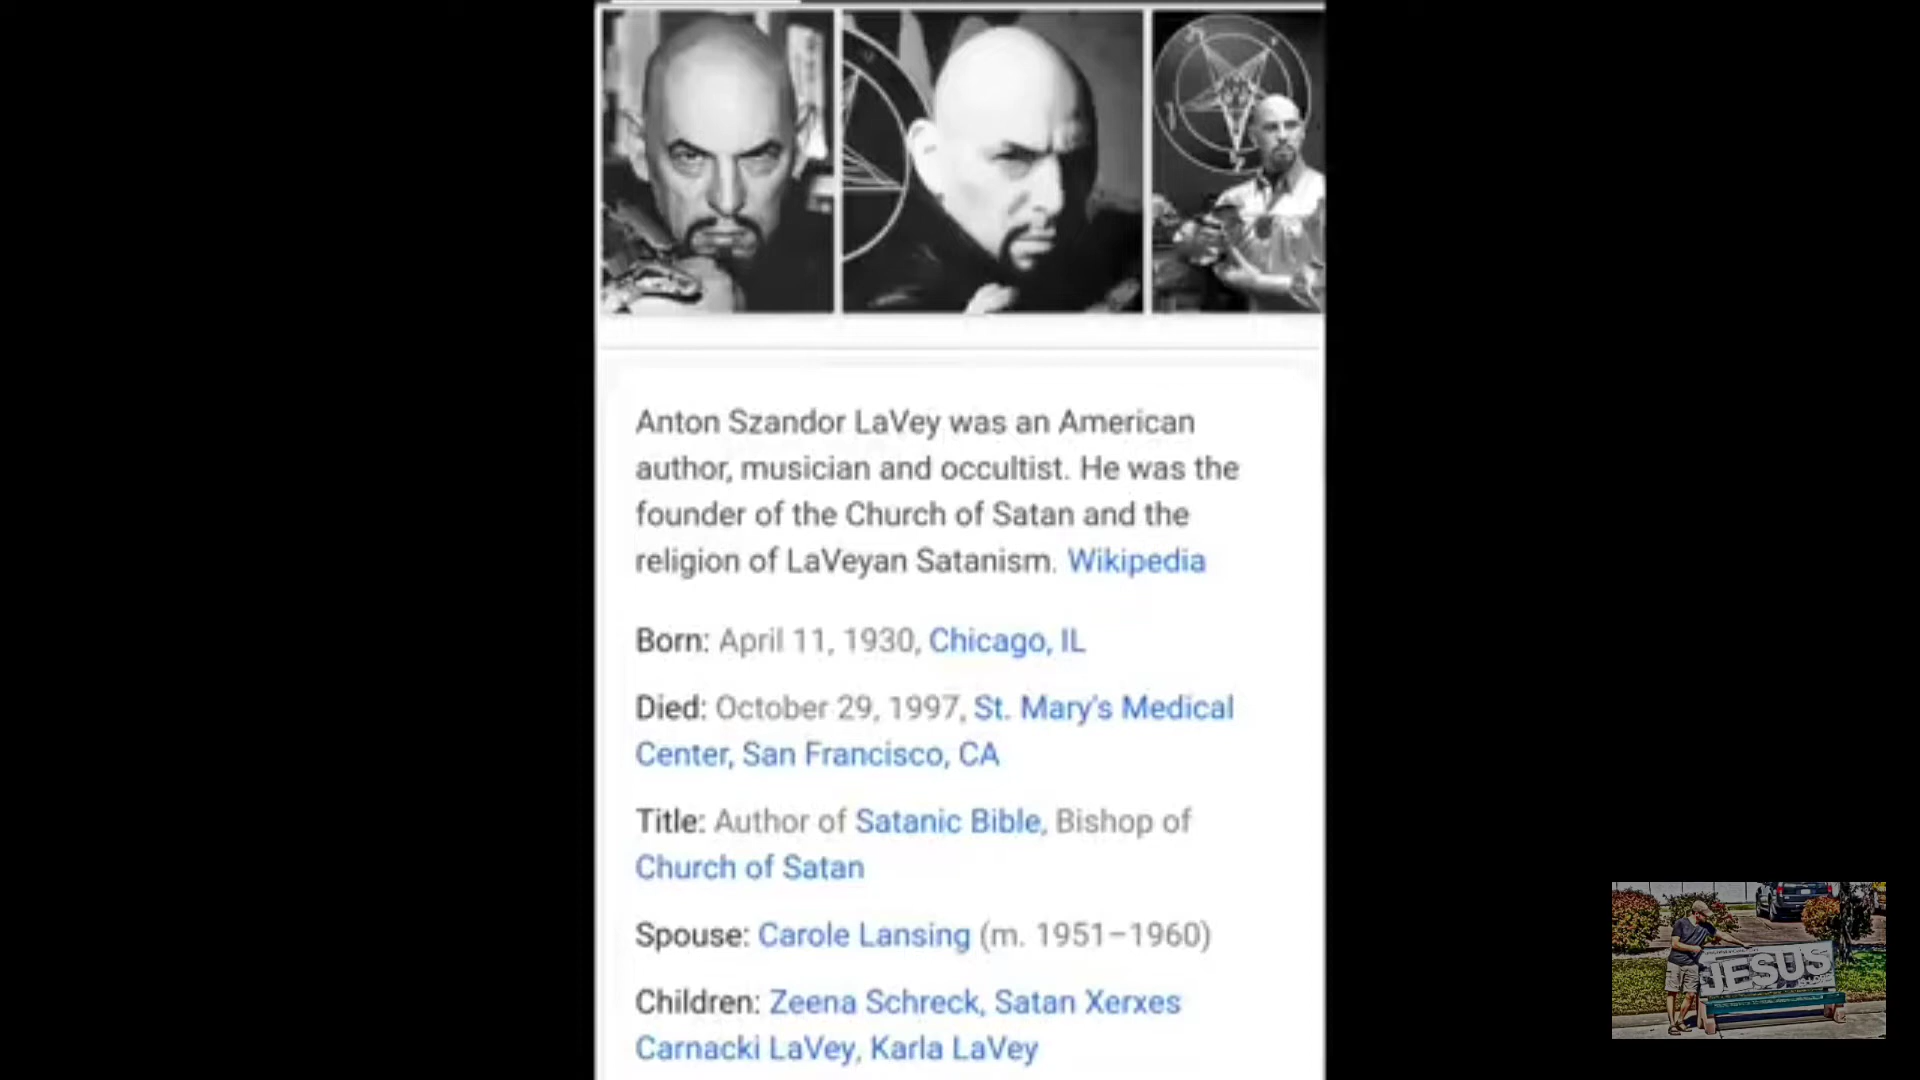 Anton Szandor LaVey was an American
author, musician and occultist. He was the
founder of the Church of Satan and the
religion of LaVeyan Satanism. Wikipedia
Born: April 11, 1930, Chicago, IL
Died: October 29, 1997, St. Mary's Medical
Center, San Francisco, CA
Title: Author of Satanic Bible, Bishop of
Church of Satan
Spouse: Carole Lansing (m. 1951–1960)
Children: Zeena Schreck, Satan Xerxes
Carnacki LaVey, Karla LaVey
JESUS